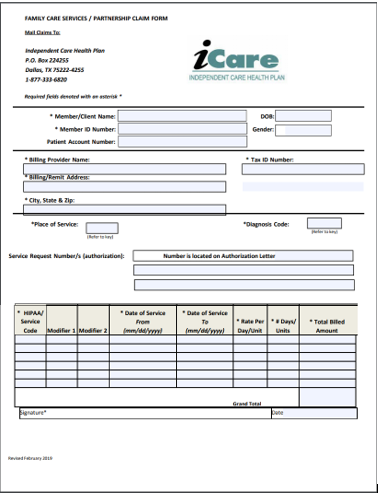 FAMILY CARE SERVICES / PARTNERSHIP CLAIM FORM
Mail Claims To:
Independent Care Health Plan
P.O. Box 224255
Dallas, TX 75222-4255
1-877-333-6820
iCare
INDEPENDENT CARE HEALTH PLAN
Required fields denoted with an asterisk *
* Member/Client Name:
DOB:
* Member ID Number:
Gender:
Patient Account Number:
* Billing Provider Name:
* Tax ID Number:
* Billing/Remit Address:
* City, State & Zip:
*Place of Service:
*Diagnosis Code:
(Refer to key)
(Refer to key)
Service Request Number/s (authorization):
Number is located on Authorization Letter
* HIPAA/ Service Code
Modifier 1
Modifier 2
* Date of Service From (mm/dd/yyyy)
* Date of Service To (mm/dd/yyyy)
* Rate Per Day/Unit
* # Days/ Units
* Total Billed Amount
Grand Total
Signature*
Date
Revised February 2019